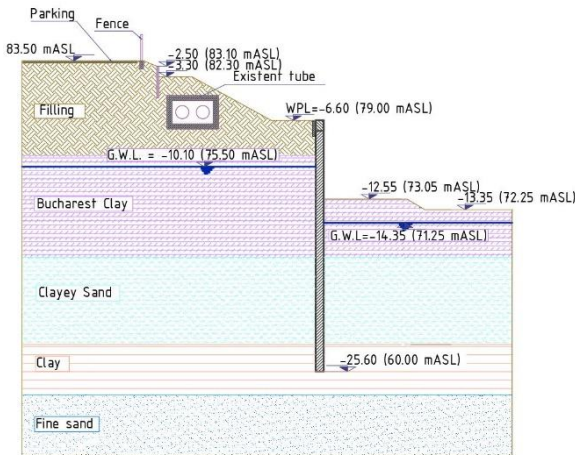 Parking
Fence
83.50 mASL
-2.50 (83.10 mASL)
-3.30 (82.30 mASL)
Existent tube
Filling
WPL=-6.60 (79.00 mASL)
G.W.L. = -10.10 (75.50 mASL)
-12.55 (73.05 mASL)
-13.35 (72.25 mASL)
Bucharest Clay
G.W.L=-14.35 (71.25 mASL)
Clayey Sand
Clay
-25.60 (60.00 mASL)
Fine sand